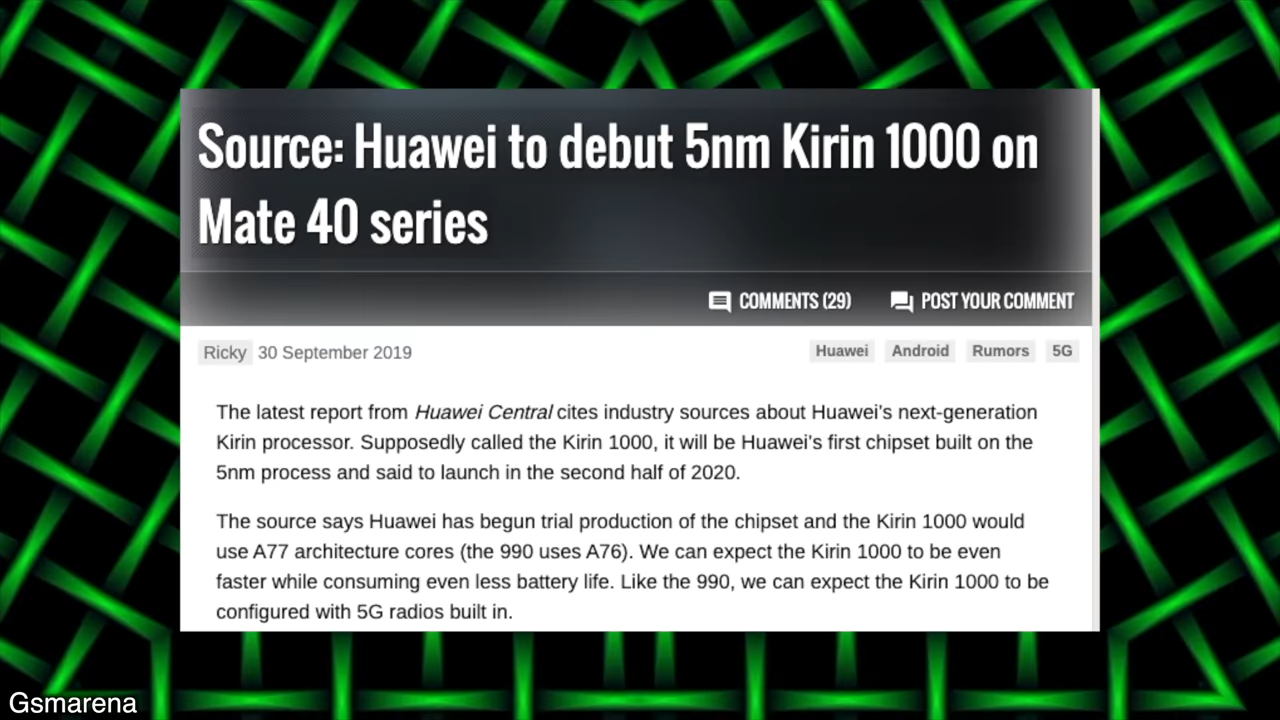 Source: Huawei to debut 5nm Kirin 1000 on
Mate 40 series
COMMENTS (29) POST YOUR COMMENT
Ricky 30 September 2019 Huawei Android Rumors 5G
The latest report from Huawei Central cites industry sources about Huawei's next-generation
Kirin processor. Supposedly called the Kirin 1000, it will be Huawei's first chipset built on the
5nm process and said to launch in the second half of 2020.
The source says Huawei has begun trial production of the chipset and the Kirin 1000 would
use A77 architecture cores (the 990 uses A76). We can expect the Kirin 1000 to be even
faster while consuming even less battery life. Like the 990, we can expect the Kirin 1000 to be
configured with 5G radios built in.
Gsmarena